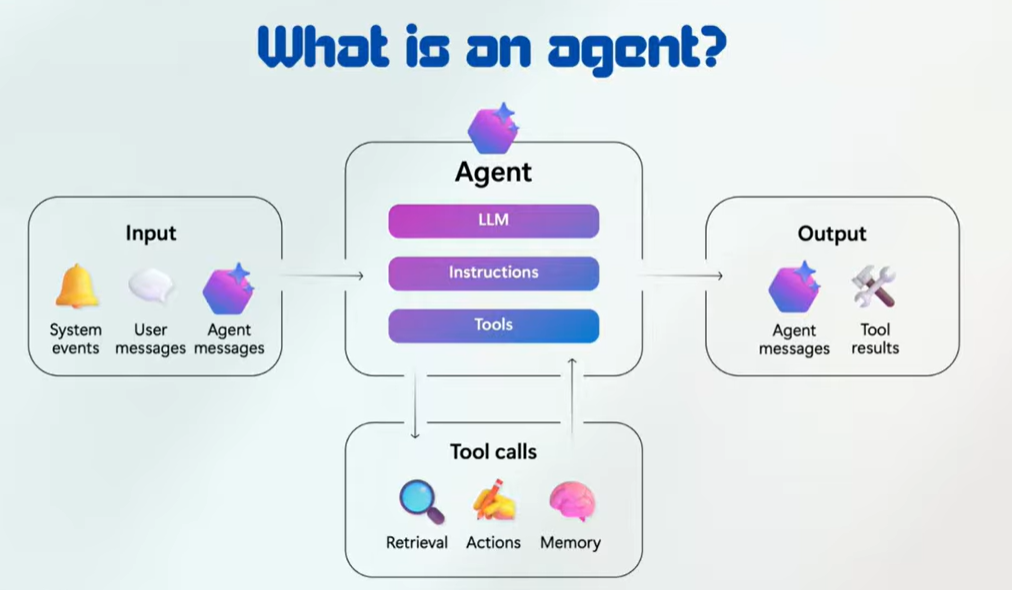 What is an agent?
Agent
LLM
Instructions
Tools
Input
System
events
User
messages
Agent
messages
Output
Agent
messages
Tool
results
Tool calls
Retrieval
Actions
Memory